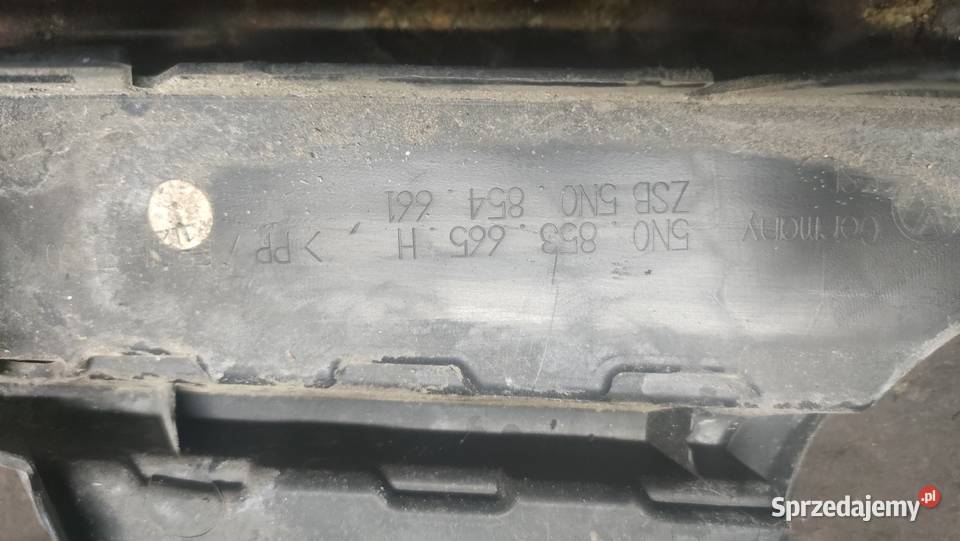 Germany
5N0 . 853 . 665 . H >PP /
ZSB 5N0 . 854 . 661
Sprzedajemy.pl